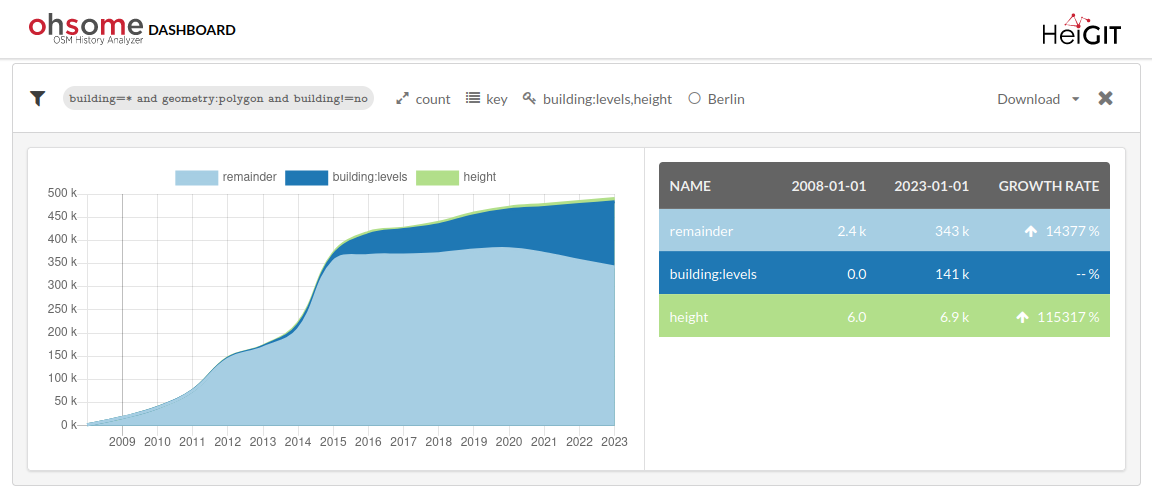 ohsome DASHBOARD
OSM History Analyzer
HeiGIT
building=* and geometry:polygon and building!=no count key building:levels,height Berlin Download
remainder building:levels height
500 k
450 k
400 k
350 k
300 k
250 k
200 k
150 k
100 k
50 k
0 k
2009 2010 2011 2012 2013 2014 2015 2016 2017 2018 2019 2020 2021 2022 2023
NAME 2008-01-01 2023-01-01 GROWTH RATE
remainder 2.4 k 343 k 14377 %
building:levels 0.0 141 k -- %
height 6.0 6.9 k 115317 %